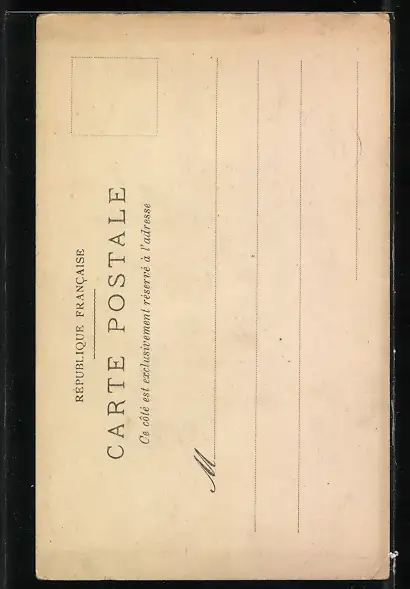 RÉPUBLIQUE FRANÇAISE
CARTE POSTALE
Ce côté est exclusivement réservé à l'adresse
M